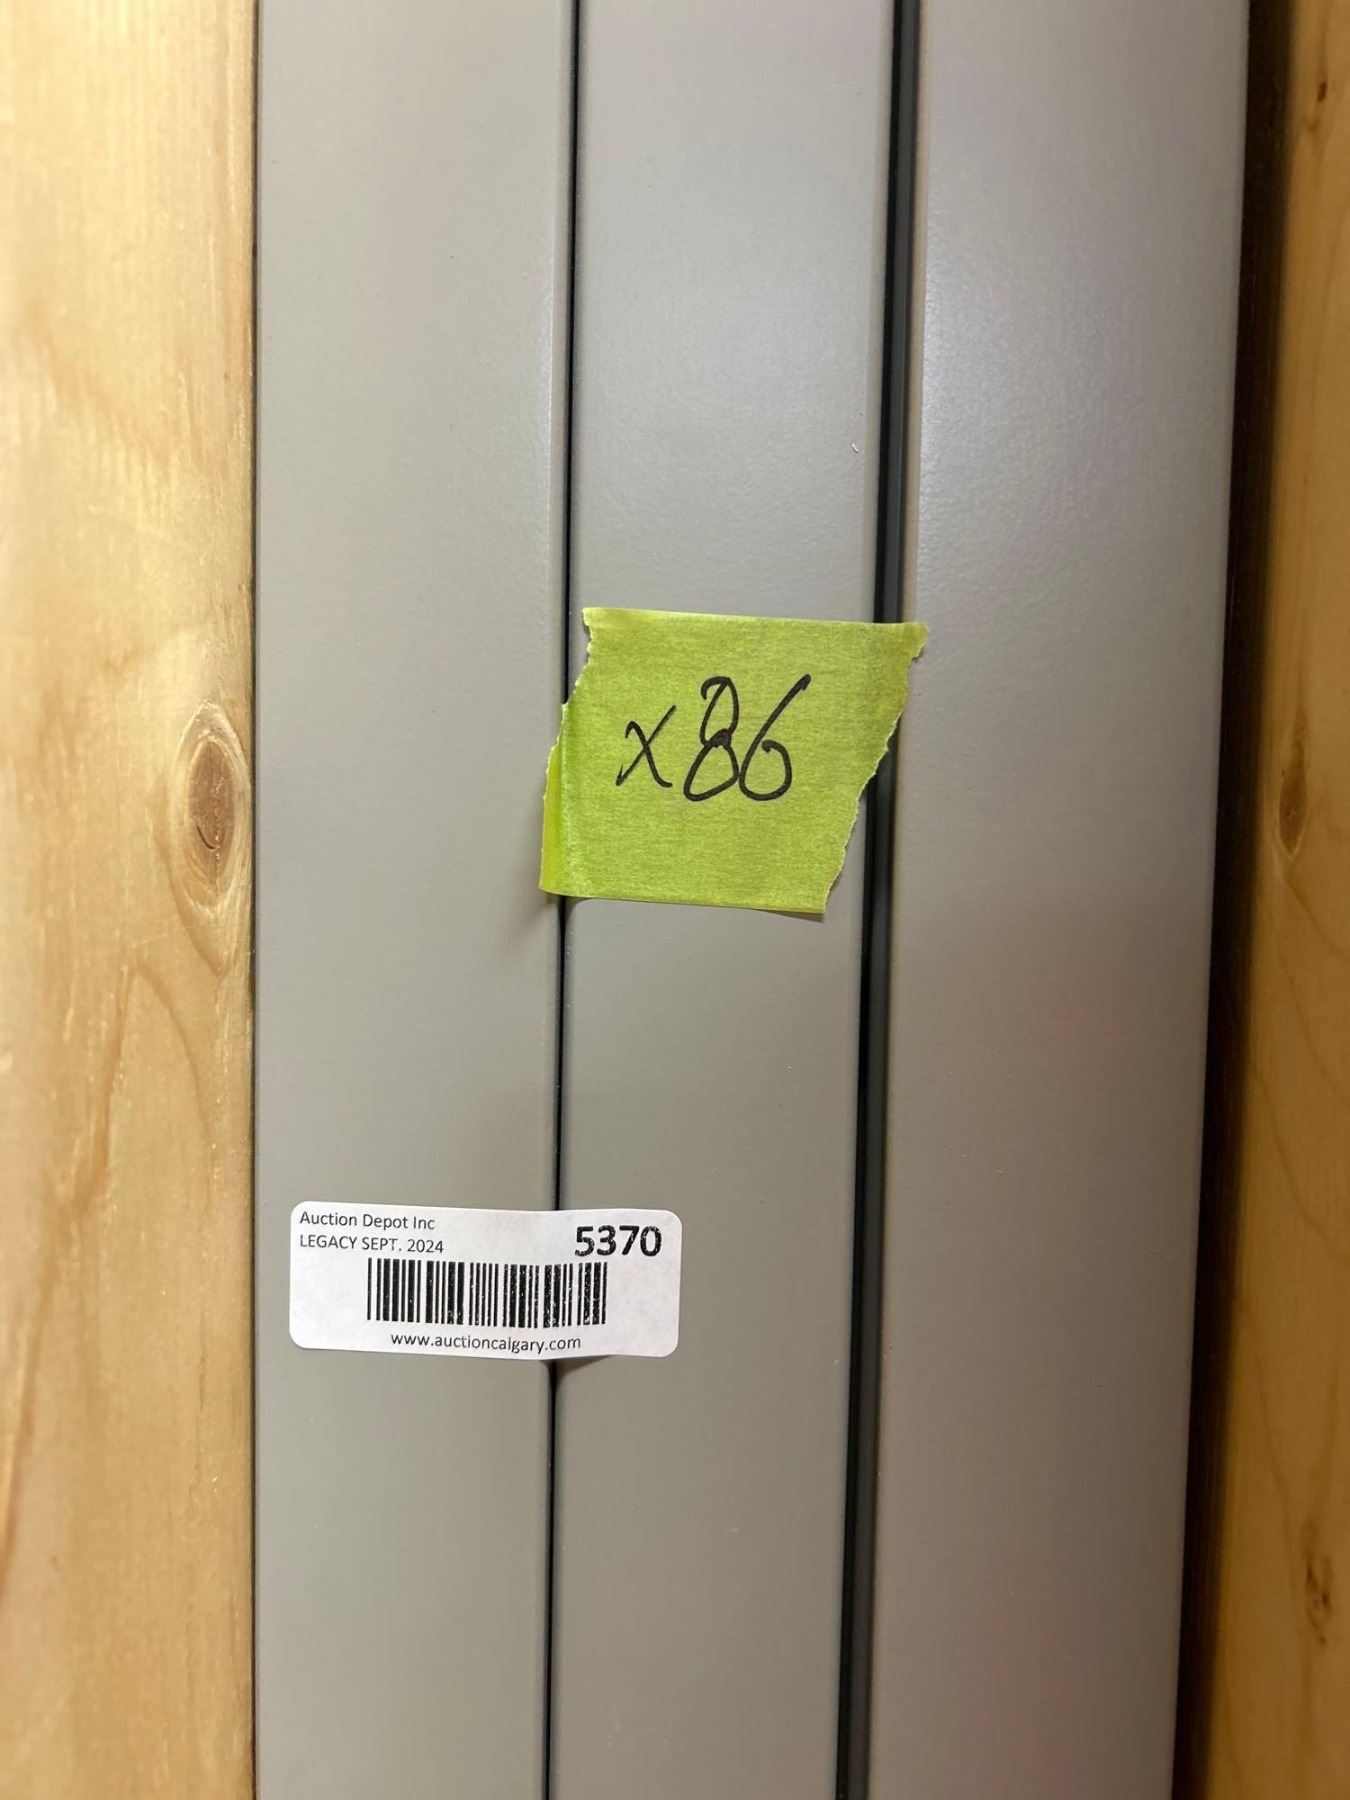 x86
Auction Depot Inc
LEGACY SEPT. 2024
5370
www.auctioncalgary.com